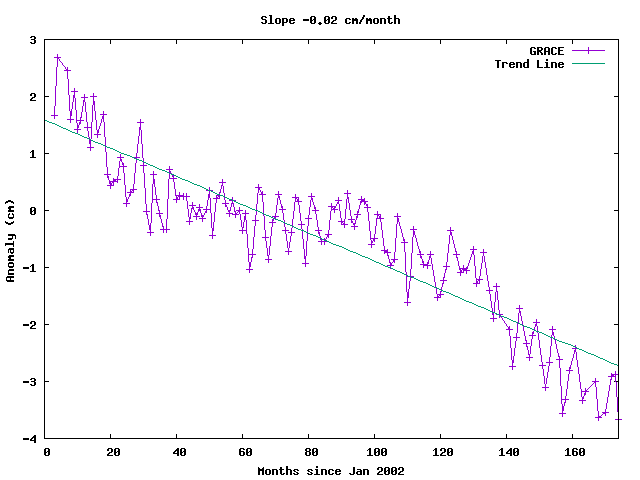 Slope -0.02 cm/month
GRACE
Trend Line
3
2
1
0
-1
-2
-3
-4
Anomaly (cm)
0 20 40 60 80 100 120 140 160
Months since Jan 2002